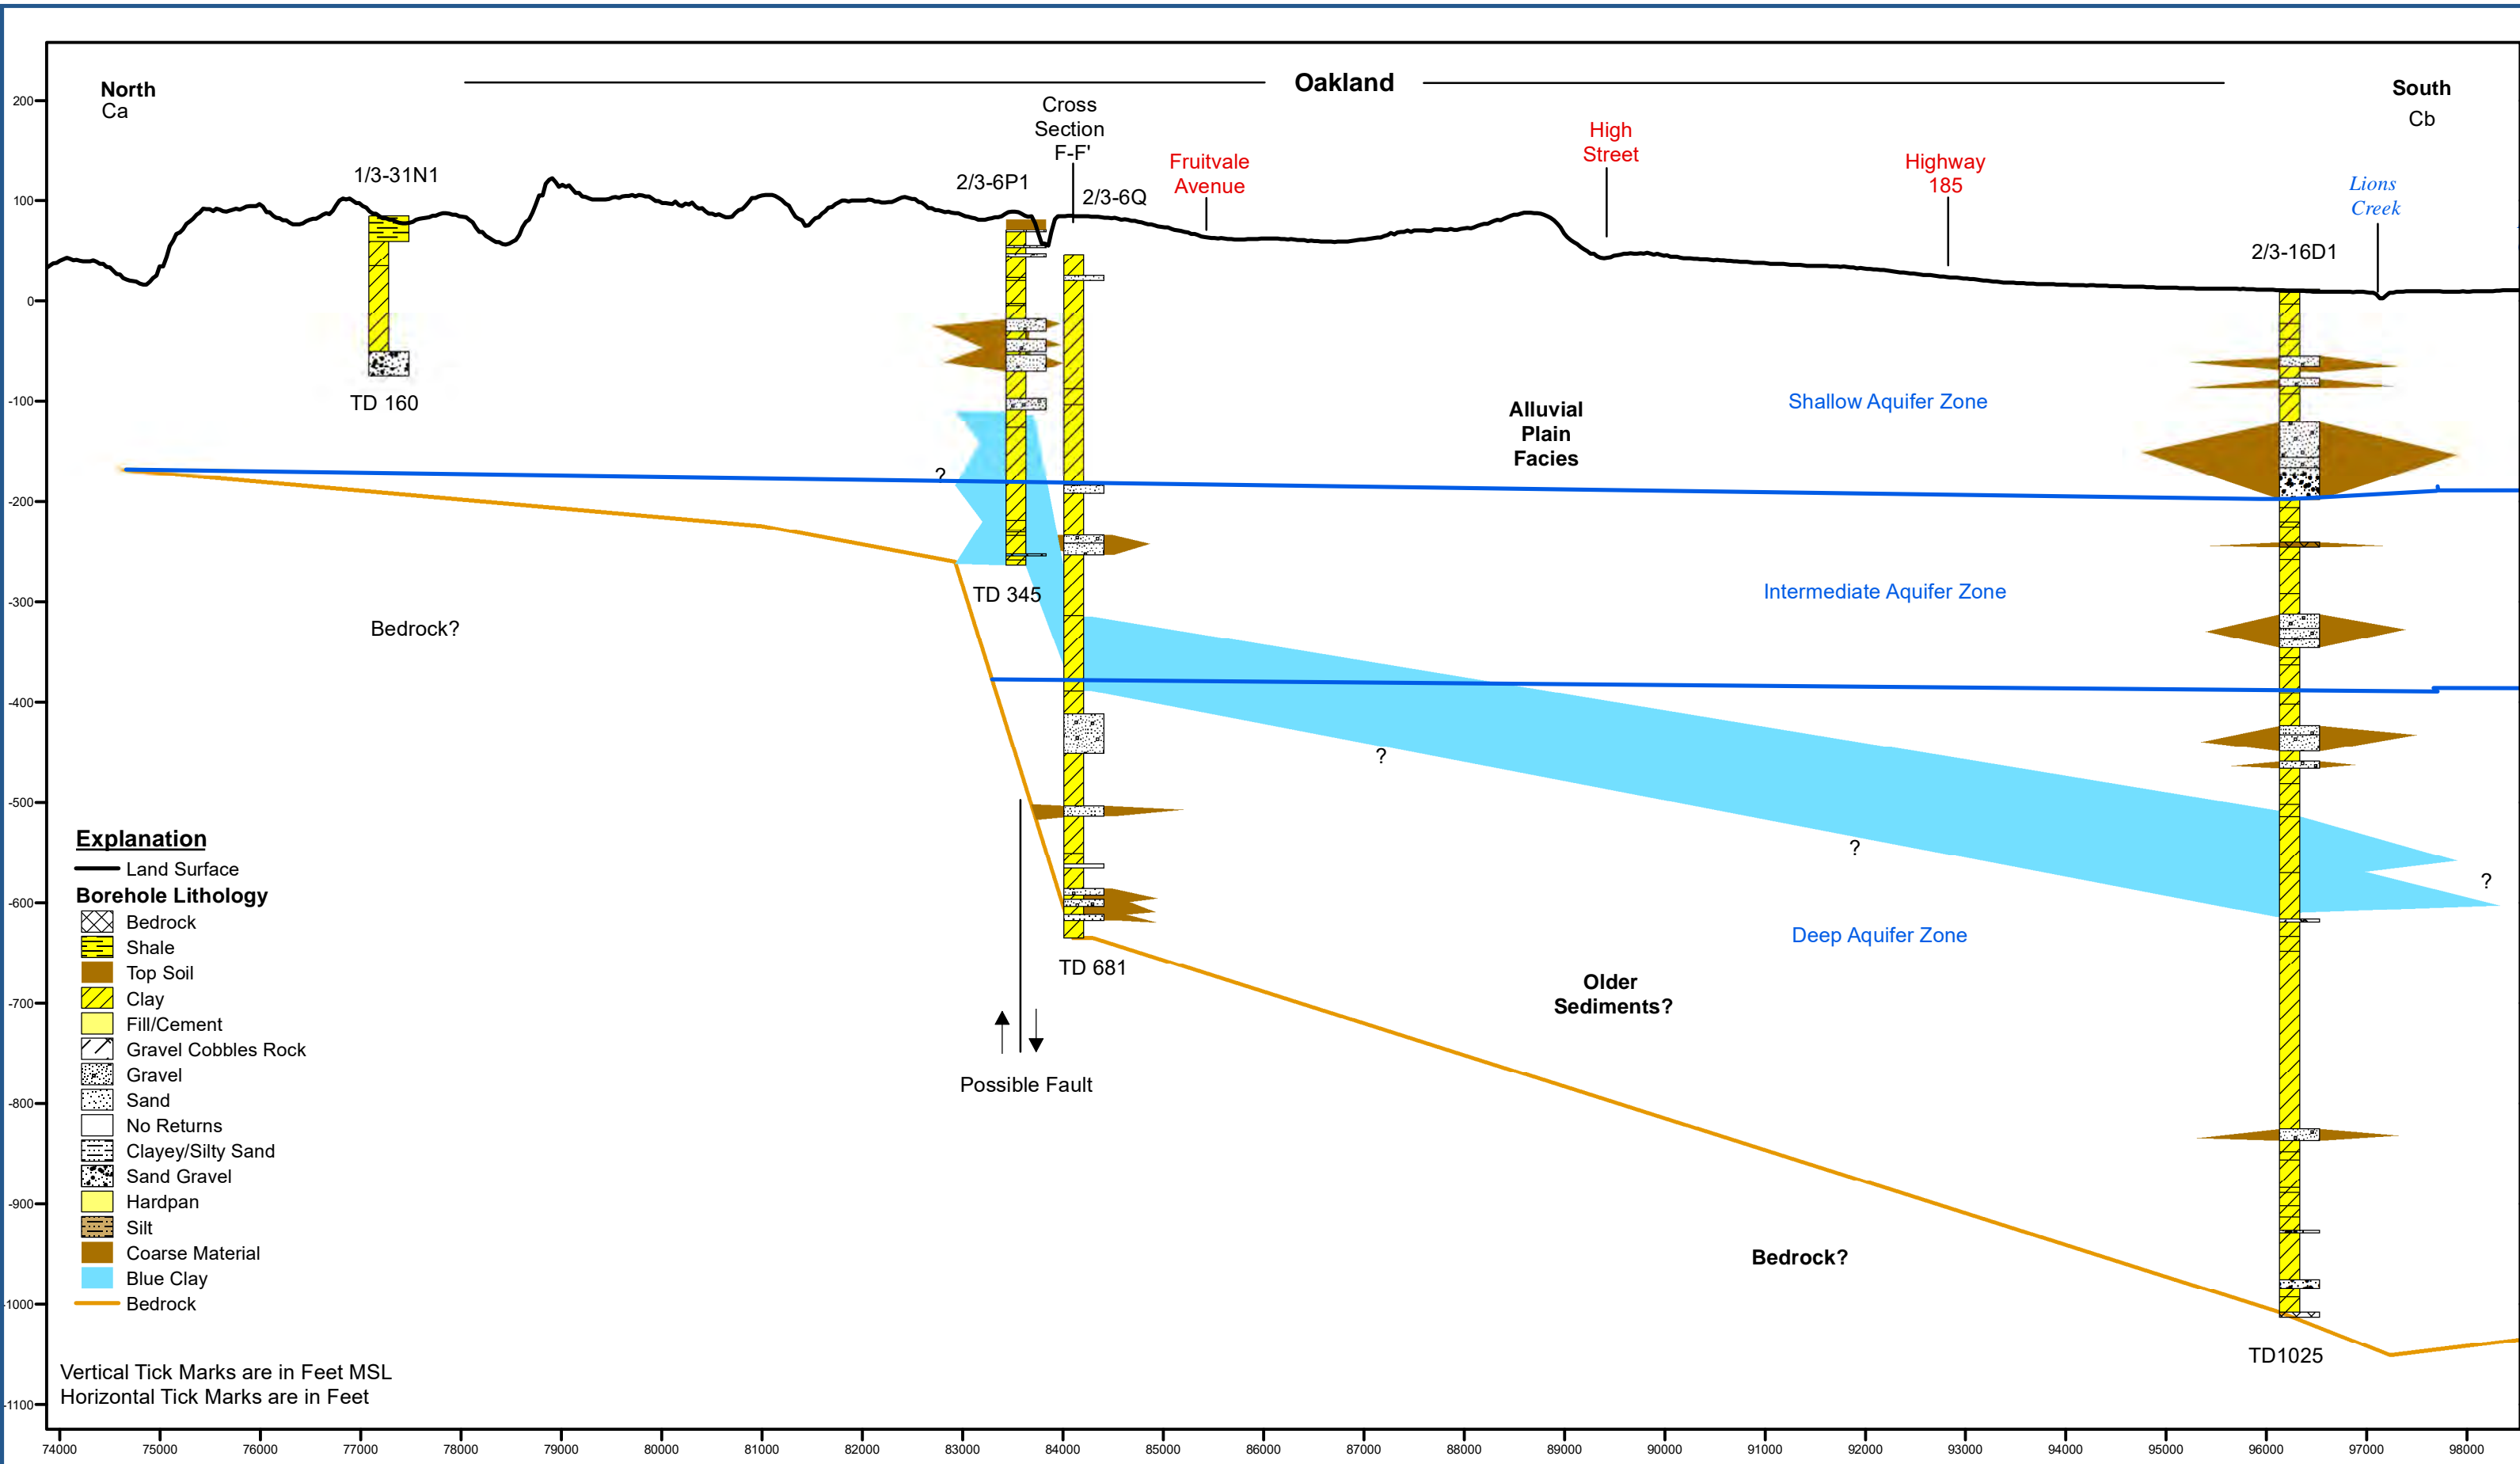 Oakland
North
Ca
South
Cb
Cross
Section
F-F'
1/3-31N1
2/3-6P1
2/3-6Q
Fruitvale
Avenue
High
Street
Highway
185
Lions
Creek
2/3-16D1
200
100
0
-100
-200
-300
-400
-500
-600
-700
-800
-900
-1000
-1100
TD 160
Shallow Aquifer Zone
Alluvial
Plain
Facies
?
Intermediate Aquifer Zone
TD 345
Bedrock?
?
?
?
Deep Aquifer Zone
TD 681
Older
Sediments?
Possible Fault
Bedrock?
TD1025
Explanation
Land Surface
Borehole Lithology
Bedrock
Shale
Top Soil
Clay
Fill/Cement
Gravel Cobbles Rock
Gravel
Sand
No Returns
Clayey/Silty Sand
Sand Gravel
Hardpan
Silt
Coarse Material
Blue Clay
Bedrock
Vertical Tick Marks are in Feet MSL
Horizontal Tick Marks are in Feet
74000 75000 76000 77000 78000 79000 80000 81000 82000 83000 84000 85000 86000 87000 88000 89000 90000 91000 92000 93000 94000 95000 96000 97000 98000